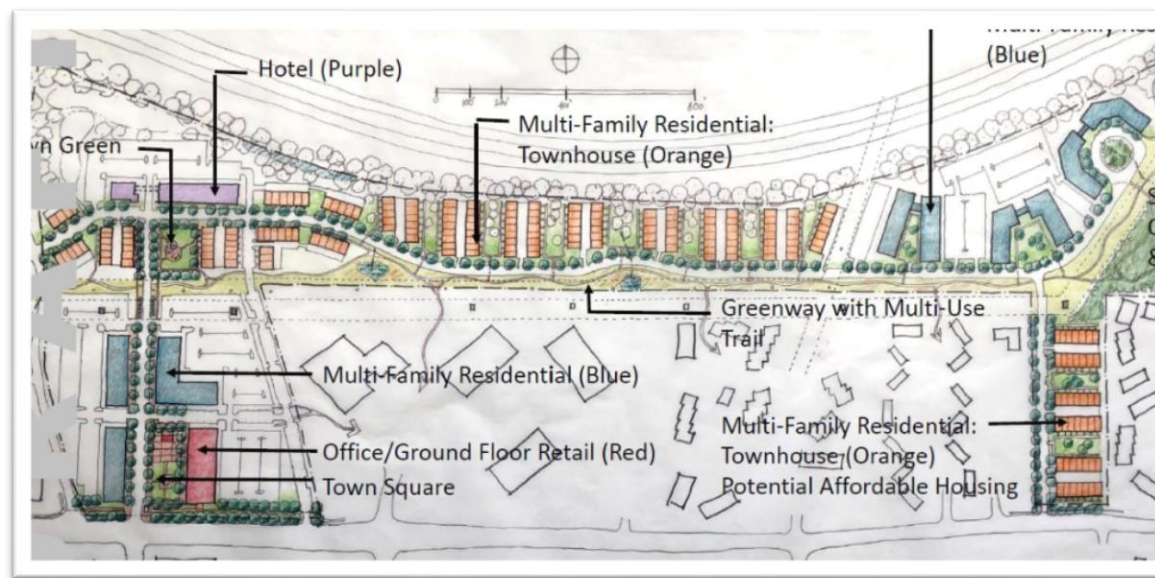 Hotel (Purple)
(Blue)
Multi-Family Residential:
Townhouse (Orange)
Green
Greenway with Multi-Use
Trail
Multi-Family Residential (Blue)
Office/Ground Floor Retail (Red)
Town Square
Multi-Family Residential:
Townhouse (Orange)
Potential Affordable Housing